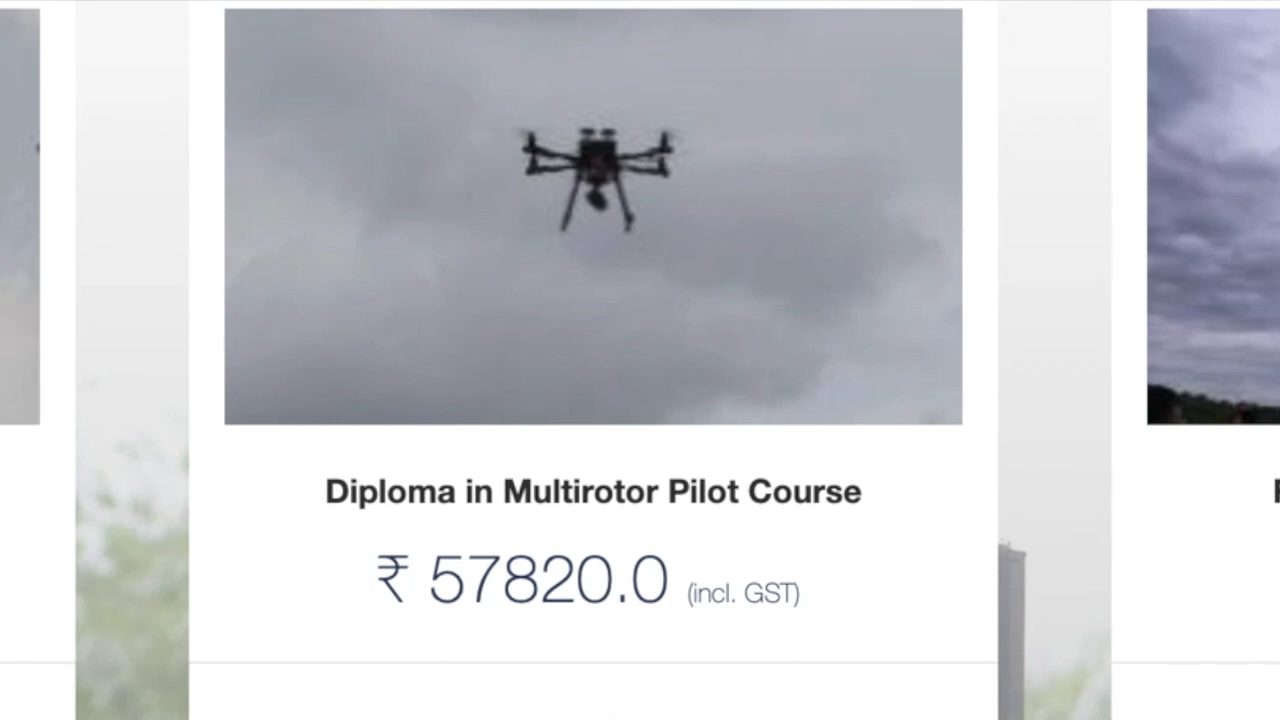 Diploma in Multirotor Pilot Course
₹ 57820.0 (incl. GST)